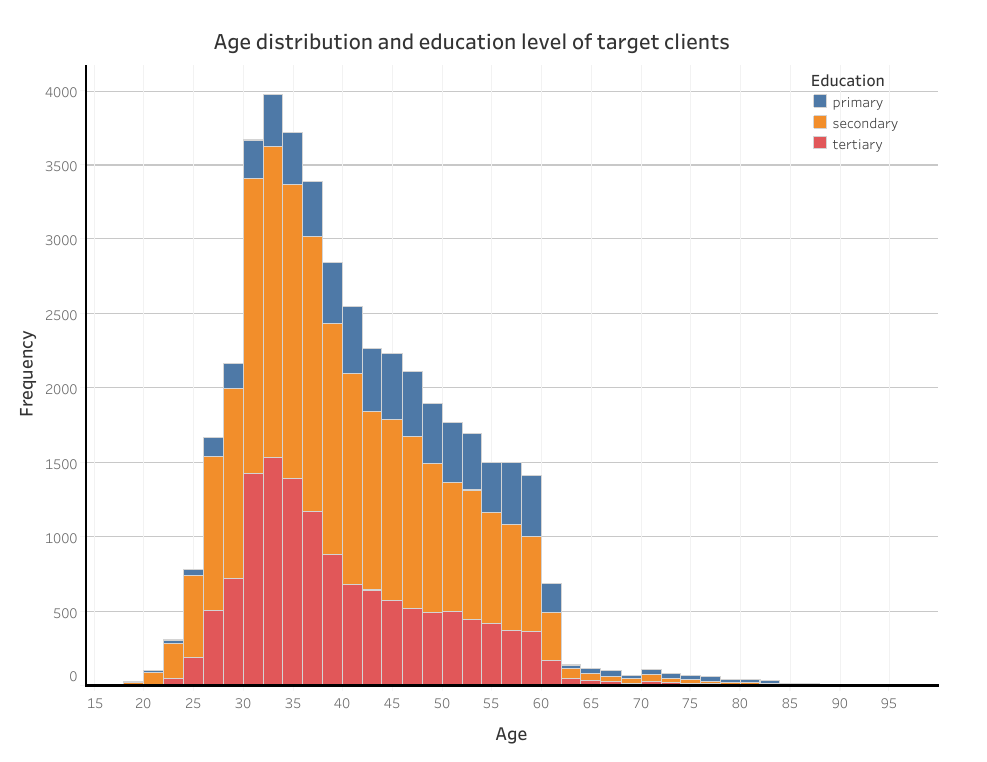 Age distribution and education level of target clients
Education
primary
secondary
tertiary
4000
3500
3000
2500
2000
1500
1000
500
0
Frequency
15 20 25 30 35 40 45 50 55 60 65 70 75 80 85 90 95
Age